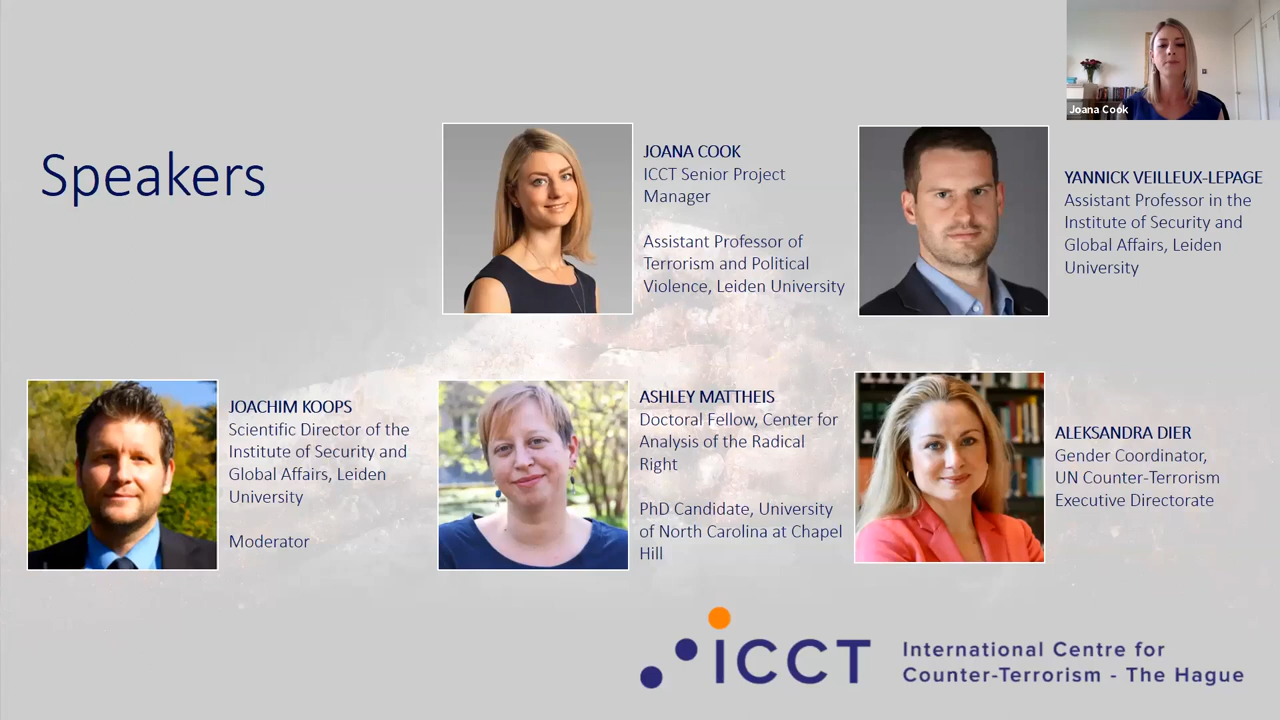 Joana Cook
Speakers
JOANA COOK
ICCT Senior Project
Manager
Assistant Professor of
Terrorism and Political
Violence, Leiden University
YANNICK VEILLEUX-LEPAGE
Assistant Professor in the
Institute of Security and
Global Affairs, Leiden
University
JOACHIM KOOPS
Scientific Director of the
Institute of Security and
Global Affairs, Leiden
University
Moderator
ASHLEY MATTHEIS
Doctoral Fellow, Center for
Analysis of the Radical
Right
PhD Candidate, University
of North Carolina at Chapel
Hill
ALEKSANDRA DIER
Gender Coordinator,
UN Counter-Terrorism
Executive Directorate
ICCT
International Centre for
Counter-Terrorism - The Hague